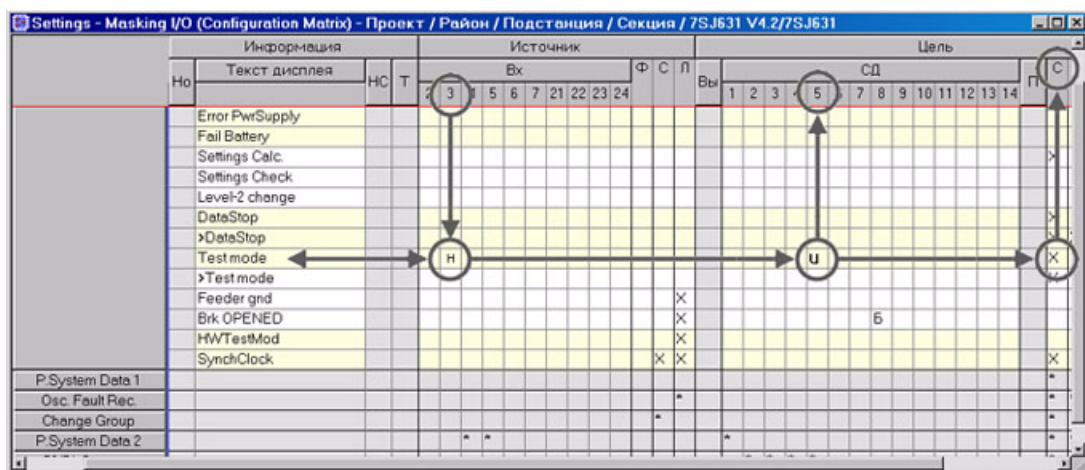 Settings - Masking I/O (Configuration Matrix) - Проект / Район / Подстанция / Секция / 7SJ631 V4.2/7SJ631
Информация Источник Цель
Но Текст дисплея НС Т Вх Ф С Л Вы СД П С
2 3 5 6 7 21 22 23 24 1 2 3 5 7 8 9 10 11 12 13 14
Error PwrSupply
Fail Battery
Settings Calc. X
Settings Check
Level-2 change
DataStop X
>DataStop
Test mode н u X
>Test mode
Feeder gnd X
Brk OPENED X Б
HWTestMod X
SynchClock X X X
P.System Data 1 *
Osc. Fault Rec. * *
Change Group * *
P.System Data 2 * * * *